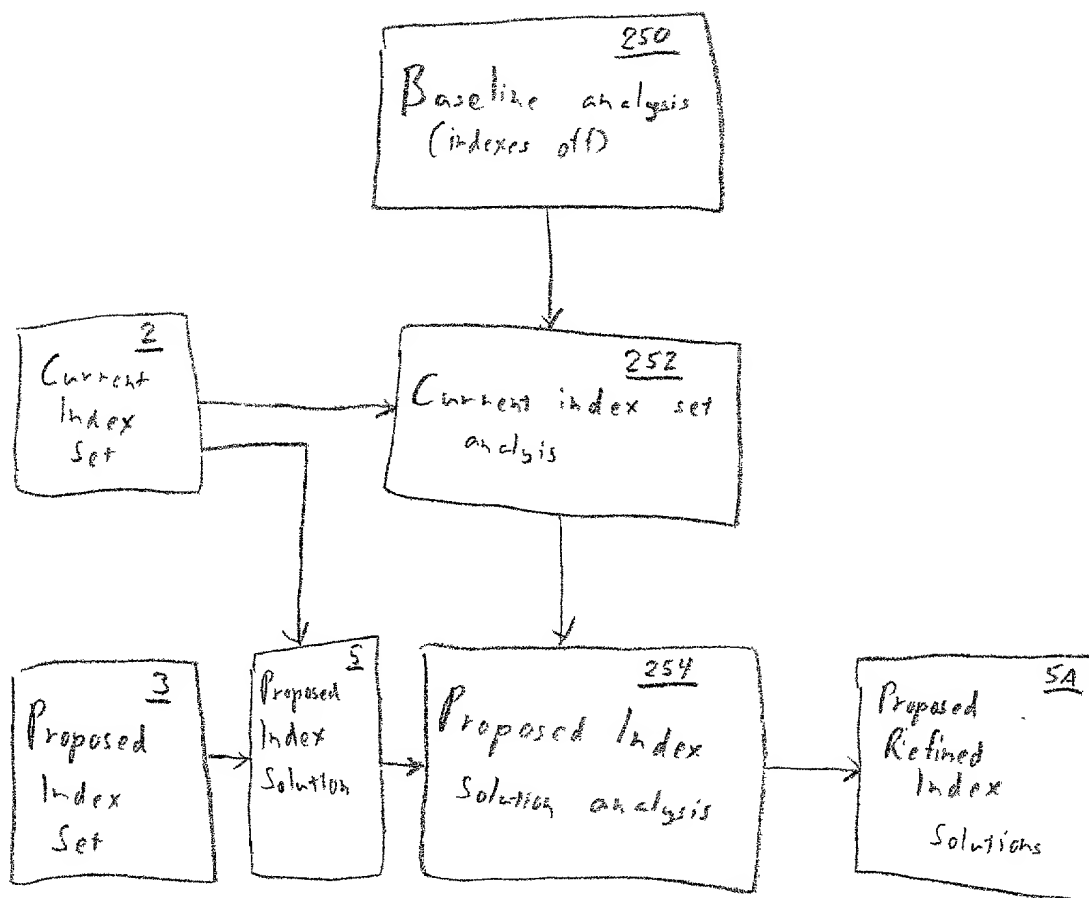 250
Baseline analysis
(indexes off)
2
Current
Index
Set
252
Current index set
analbis
3
Proposed
Index
Set
5
Proposed
Index
Solution
254
Proposed Index
Solution analysis
5A
Proposed
Refined
Index
Solutions